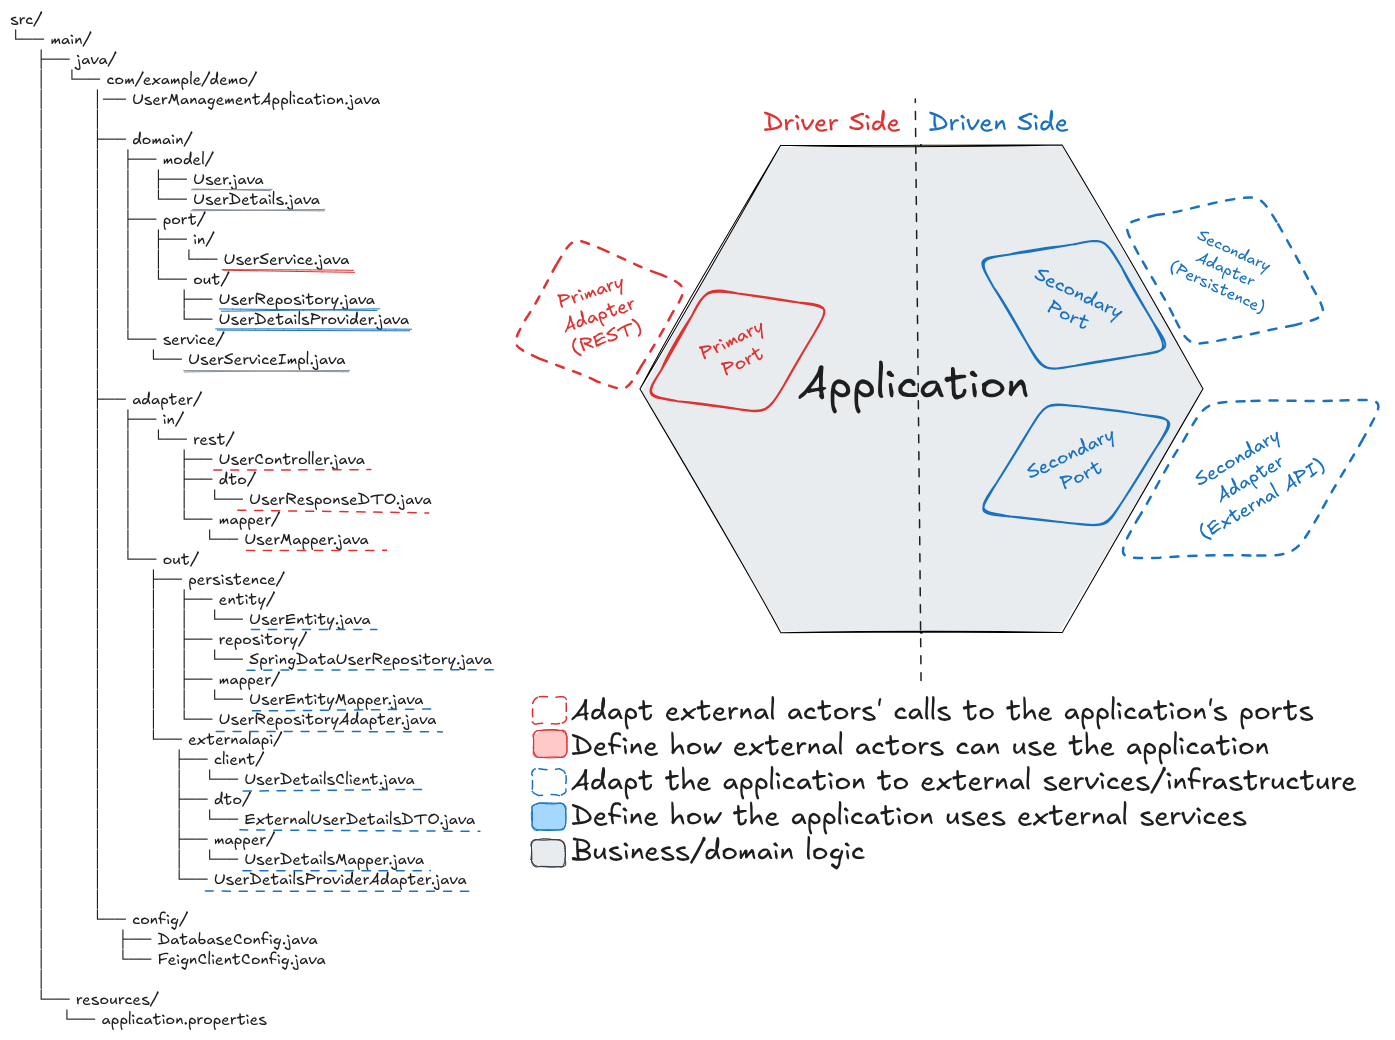 src/
main/
java/
com/example/demo/
UserManagementApplication.java
domain/
model/
User.java
UserDetails.java
port/
in/
UserService.java
out/
UserRepository.java
UserDetailsProvider.java
service/
UserServiceImpl.java
adapter/
in/
rest/
UserController.java
dto/
UserResponseDTO.java
mapper/
UserMapper.java
out/
persistence/
entity/
UserEntity.java
repository/
SpringDataUserRepository.java
mapper/
UserEntityMapper.java
UserRepositoryAdapter.java
externalapi/
client/
UserDetailsClient.java
dto/
ExternalUserDetailsDTO.java
mapper/
UserDetailsMapper.java
UserDetailsProviderAdapter.java
config/
DatabaseConfig.java
FeignClientConfig.java
resources/
application.properties
Driver Side
Driven Side
Primary
Adapter
(REST)
Primary
Port
Application
Secondary
Port
Secondary
Adapter
(Persistence)
Secondary
Port
Secondary
Adapter
(External API)
Adapt external actors' calls to the application's ports
Define how external actors can use the application
Adapt the application to external services/infrastructure
Define how the application uses external services
Business/domain logic